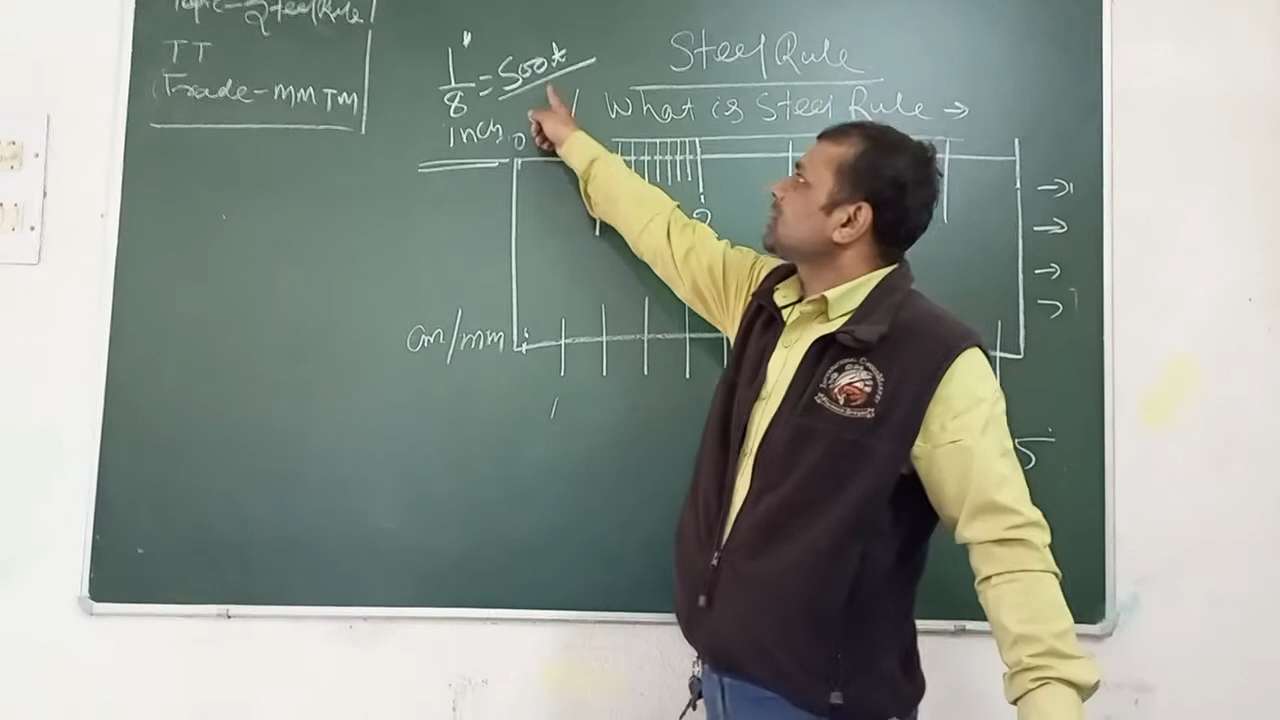 Topic - Steel Rule
TT
Trade - MMTM
1"/8 = Soot
inch
Steel Rule
What is Steel Rule →
0
2
cm/mm
1
5